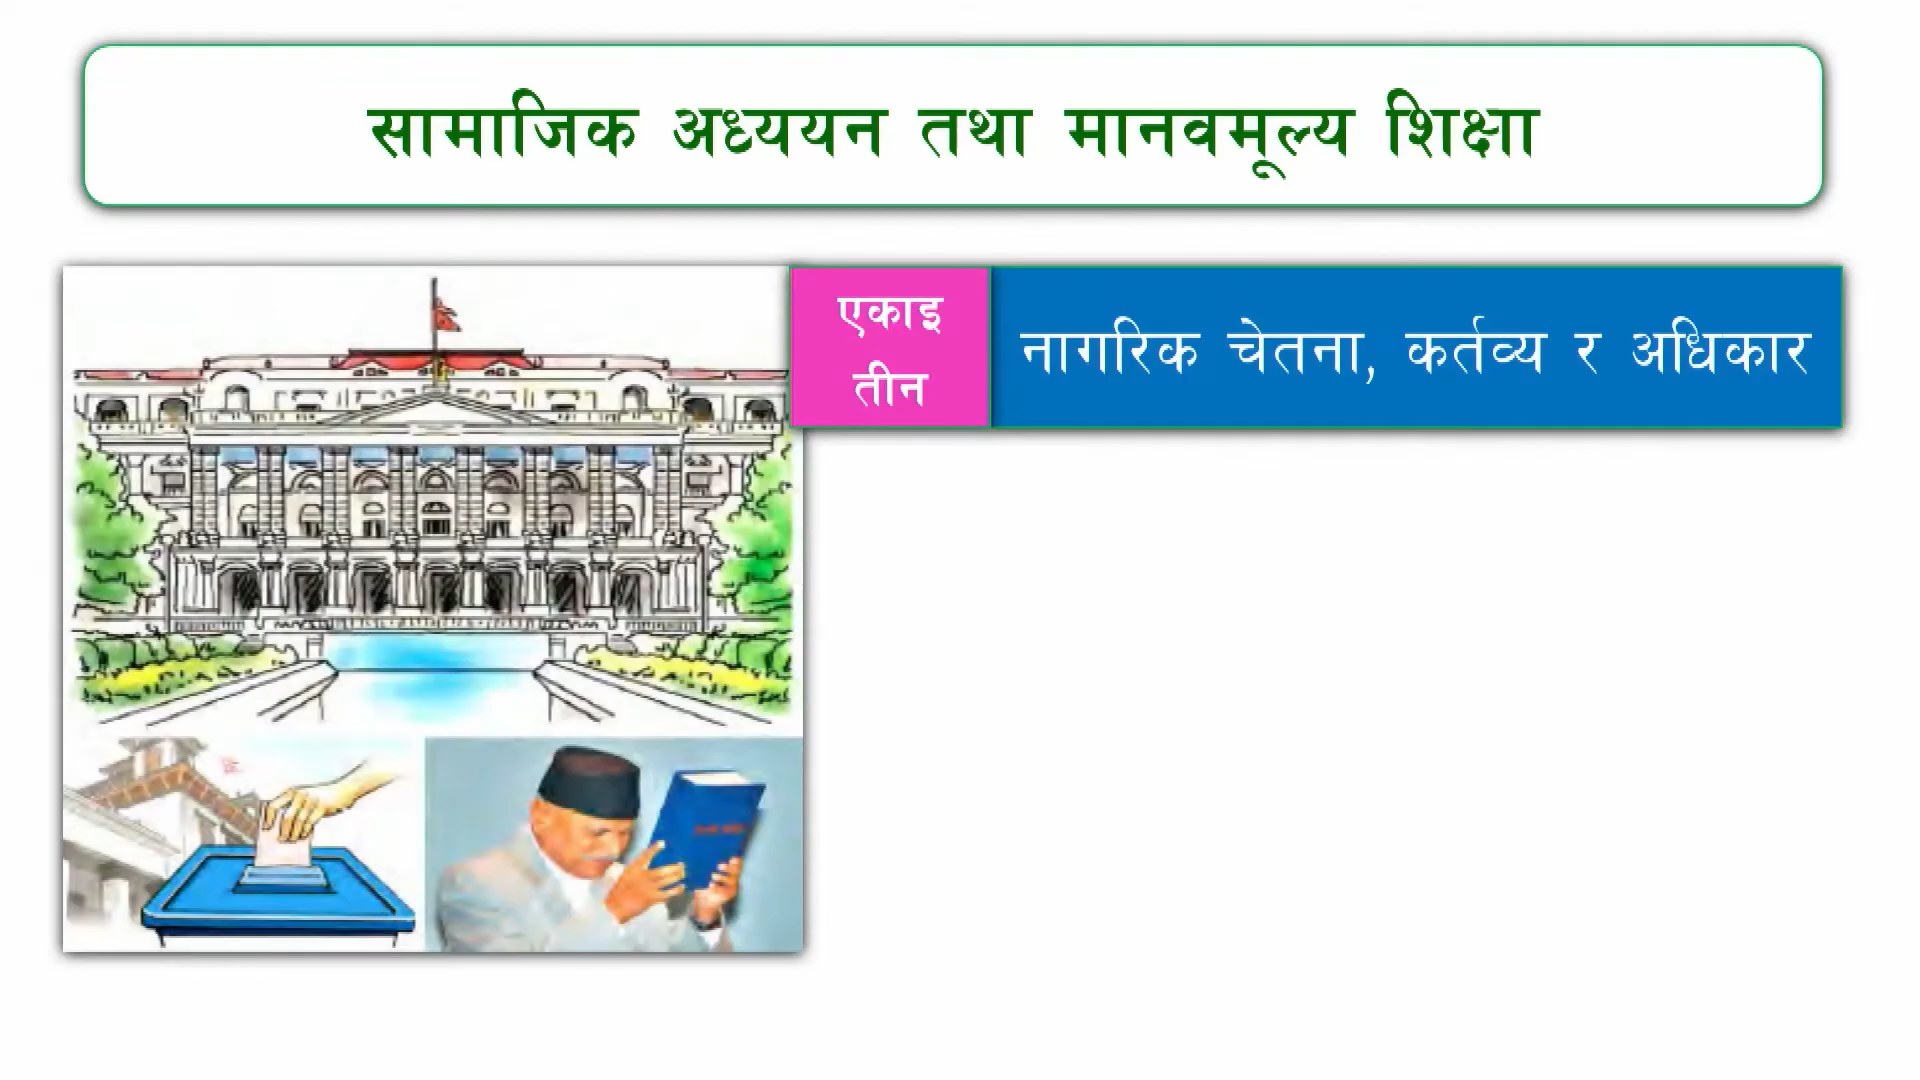 सामाजिक अध्ययन तथा मानवमूल्य शिक्षा
एकाइ
तीन
नागरिक चेतना, कर्तव्य र अधिकार